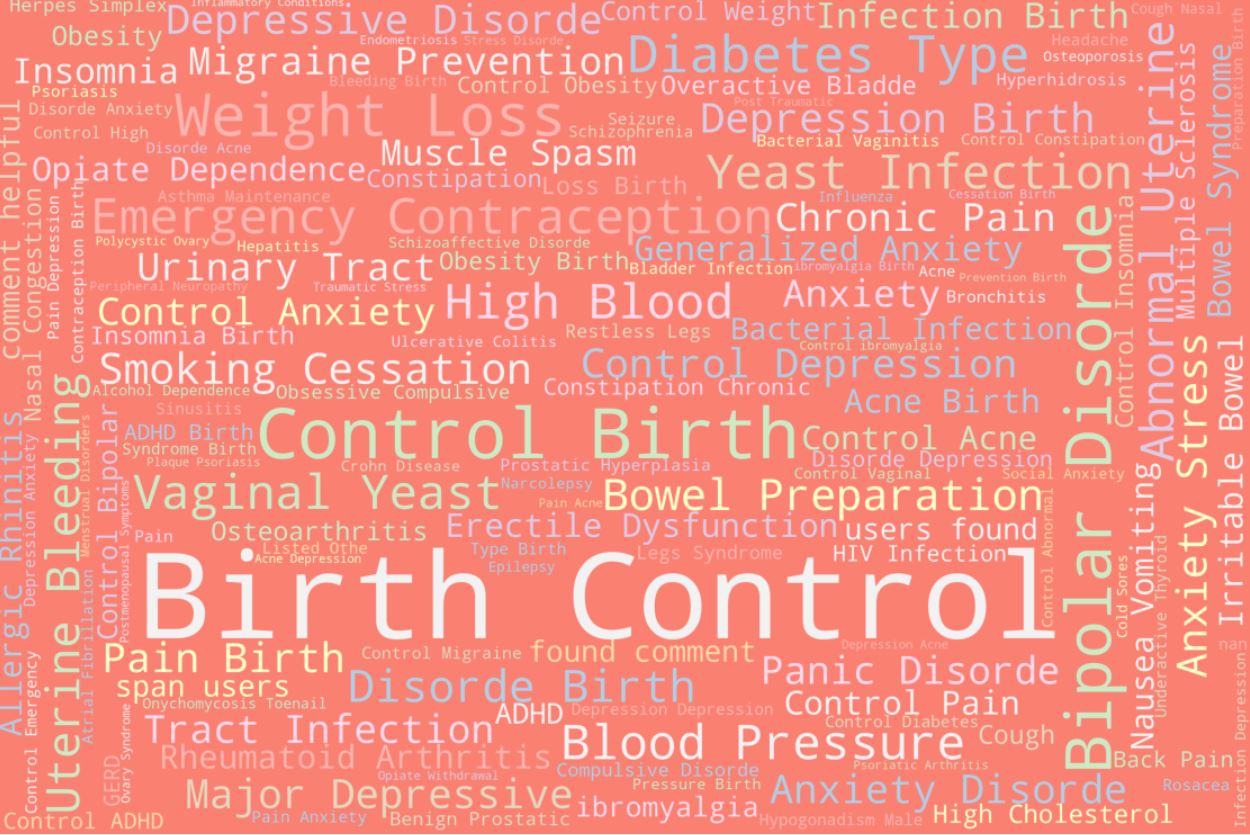 Herpes Simplex
Inflammatory Conditions
Depressive Disorde
Control Weight
Infection Birth
Cough Nasal
Obesity
Endometriosis
Stress Disorde
Diabetes Type
Headache
Insomnia
Migraine Prevention
Osteoporosis
Psoriasis
Bleeding Birth
Control Obesity
Overactive Bladde
Hyperhidrosis
Disorde Anxiety
Weight Loss
Post Traumatic
Depression Birth
Seizure
Control High
Schizophrenia
Disorde Acne
Muscle Spasm
Bacterial Vaginitis
Control Constipation
Opiate Dependence
Constipation
Loss Birth
Yeast Infection
Asthma Maintenance
Influenza
Cessation Birth
Emergency Contraception
Chronic Pain
Polycystic Ovary
Hepatitis
Schizoaffective Disorde
Generalized Anxiety
Urinary Tract
Obesity Birth
Bladder Infection
ibromyalgia Birth
Acne
Prevention Birth
Peripheral Neuropathy
Traumatic Stress
Control Anxiety
High Blood
Anxiety
Bronchitis
Insomnia Birth
Ulcerative Colitis
Restless Legs
Bacterial Infection
Control ibromyalgia
Smoking Cessation
Control Depression
Alcohol Dependence
Obsessive Compulsive
Constipation Chronic
Acne Birth
Sinusitis
ADHD Birth
Control Birth
Control Acne
Syndrome Birth
Plaque Psoriasis
Crohn Disease
Prostatic Hyperplasia
Disorde Depression
Control Vaginal
Social Anxiety
Vaginal Yeast
Narcolepsy
Pain Acne
Bowel Preparation
Pain
Osteoarthritis
Erectile Dysfunction
users found
Listed Othe
Acne Depression
Type Birth
Epilepsy
Legs Syndrome
HIV Infection
Birth Control
Pain Birth
Control Migraine
found comment
Depression Acne
Panic Disorde
nan
span users
Disorde Birth
Onychomycosis Toenail
ADHD
Depression Depression
Control Pain
Tract Infection
Control Diabetes
Blood Pressure
Cough
Rheumatoid Arthritis
Opiate Withdrawal
Compulsive Disorde
Psoriatic Arthritis
Back Pain
Major Depressive
Pressure Birth
Anxiety Disorde
Rosacea
Control ADHD
Pain Anxiety
Benign Prostatic
ibromyalgia
Hypogonadism Male
High Cholesterol
comment helpful
Nasal Congestion
Pain Depression
Contraception Birth
Allergic Rhinitis
Depression Anxiety
Uterine Bleeding
Menstrual Disorders
Control Bipolar
Postmenopausal Symptoms
Control Emergency
Atrial Fibrillation
GERD
Ovary Syndrome
Control Abnormal
Bipolar Disorde
Control Insomnia
Cold Sores
Abnormal Uterine
Nausea Vomiting
Underactive Thyroid
Multiple Sclerosis
Anxiety Stress
Bowel Syndrome
Irritable Bowel
Preparation Birth
Infection Depression